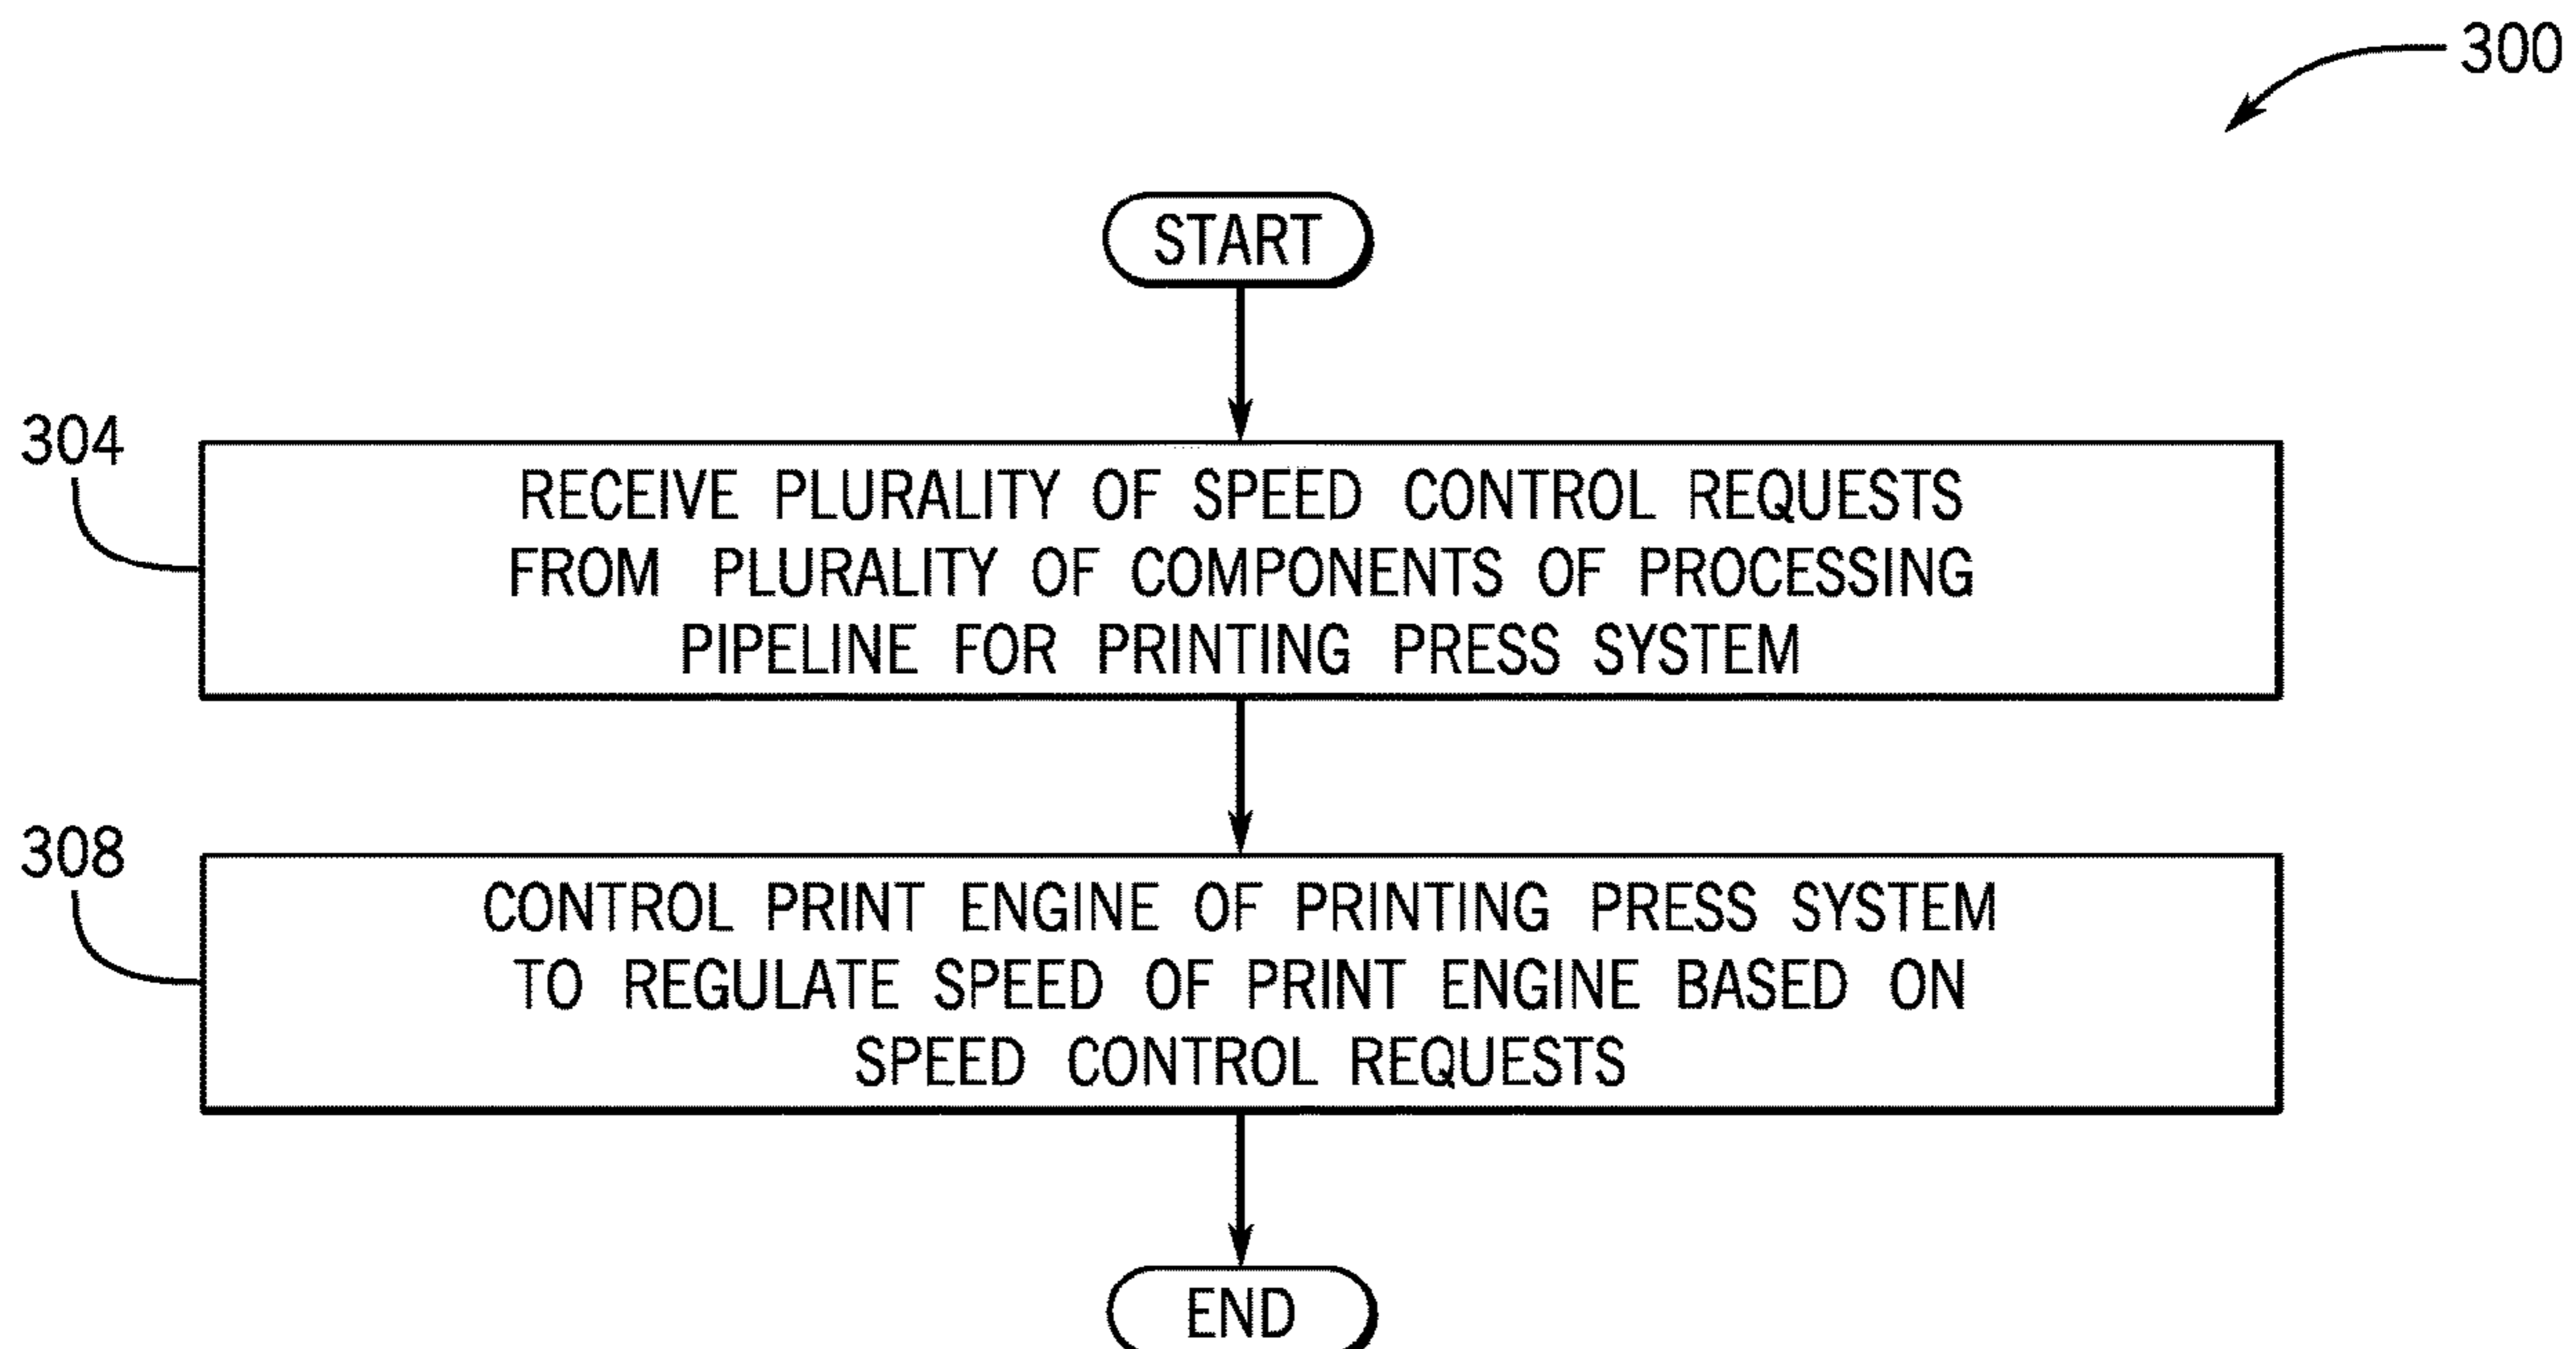 300
START
304
RECEIVE PLURALITY OF SPEED CONTROL REQUESTS
FROM PLURALITY OF COMPONENTS OF PROCESSING
PIPELINE FOR PRINTING PRESS SYSTEM
308
CONTROL PRINT ENGINE OF PRINTING PRESS SYSTEM
TO REGULATE SPEED OF PRINT ENGINE BASED ON
SPEED CONTROL REQUESTS
END